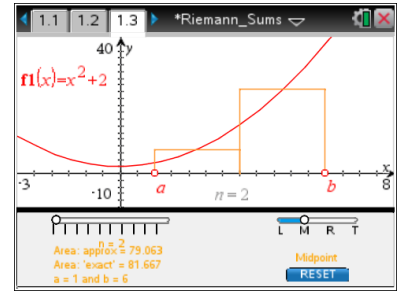 1.1 1.2 1.3 *Riemann_Sums
40 y
f1(x)=x²+2
x
-3 a b 8
-10 n = 2
n = 2
L M R T
Area: approx = 79.063
Area: 'exact' = 81.667
a = 1 and b = 6
Midpoint
RESET